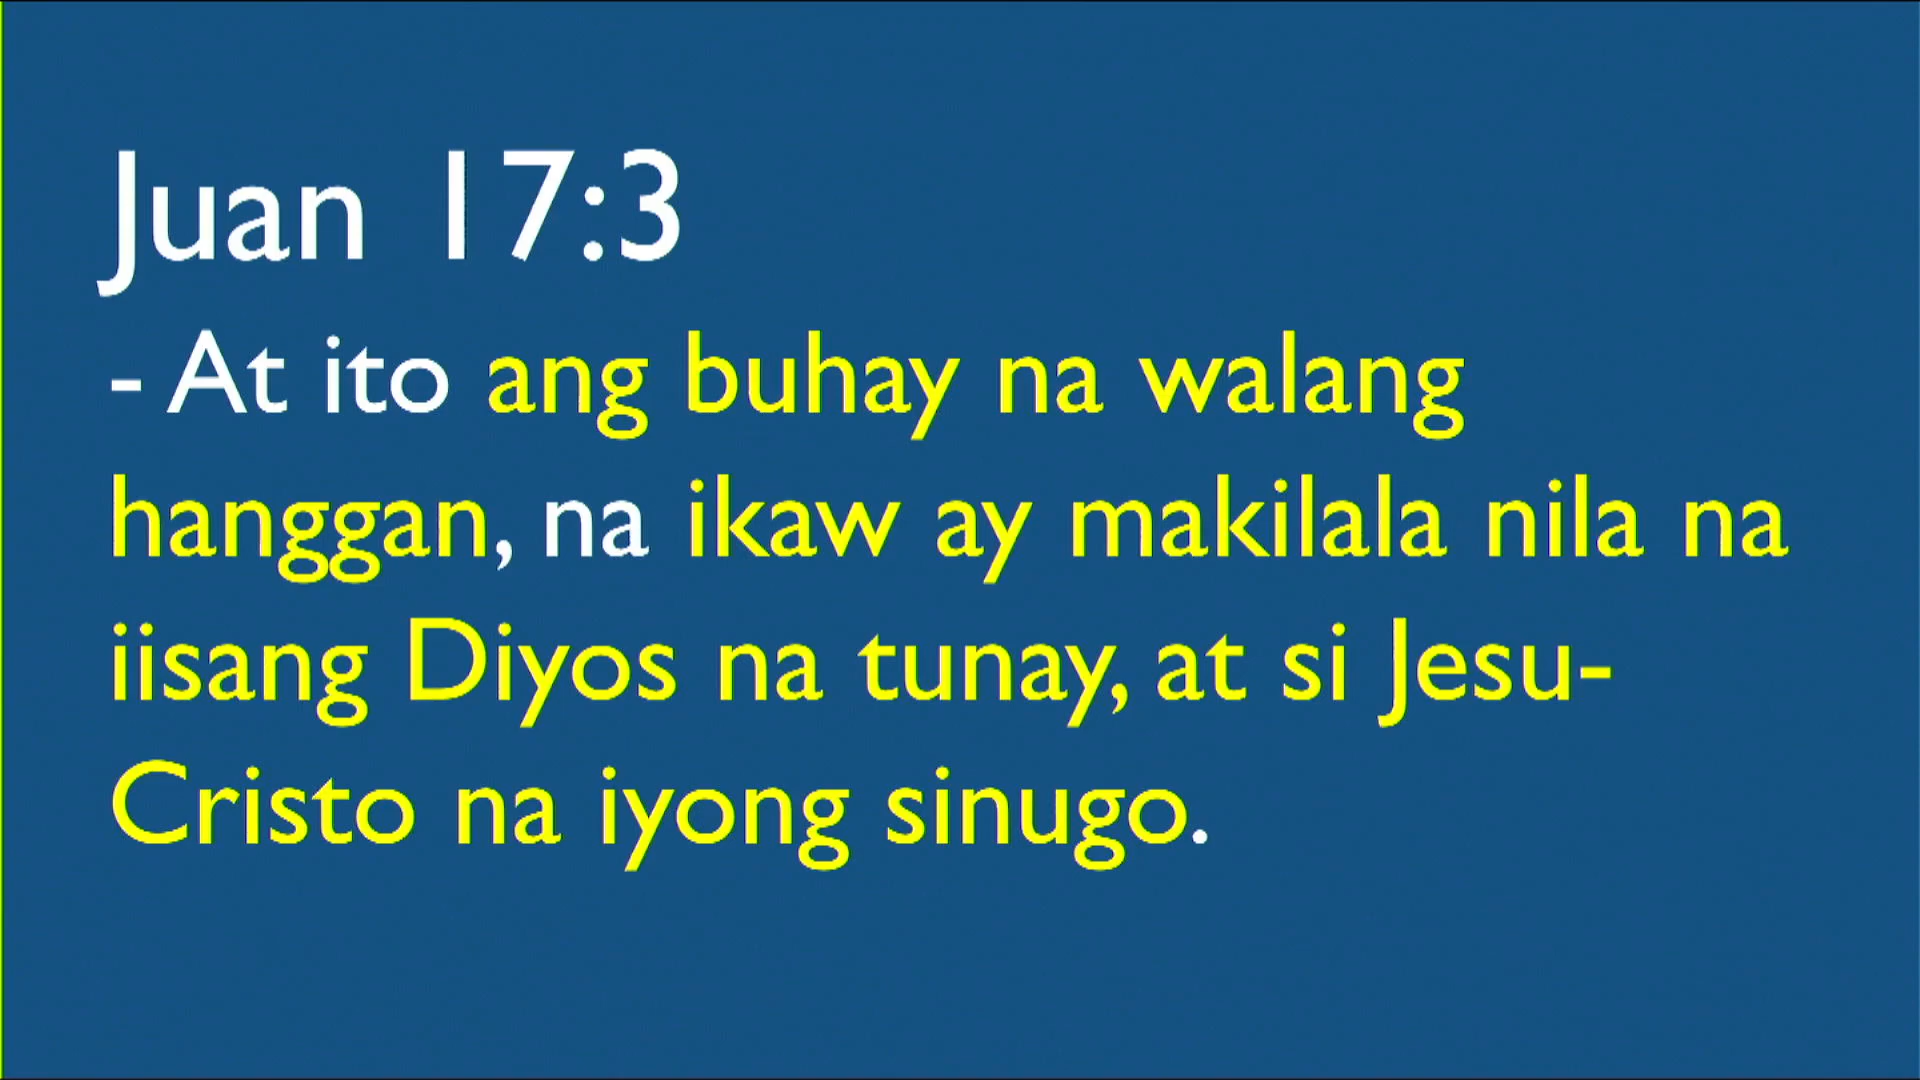 Juan 17:3
- At ito ang buhay na walang
hanggan, na ikaw ay makilala nila na
iisang Diyos na tunay, at si Jesu-
Cristo na iyong sinugo.